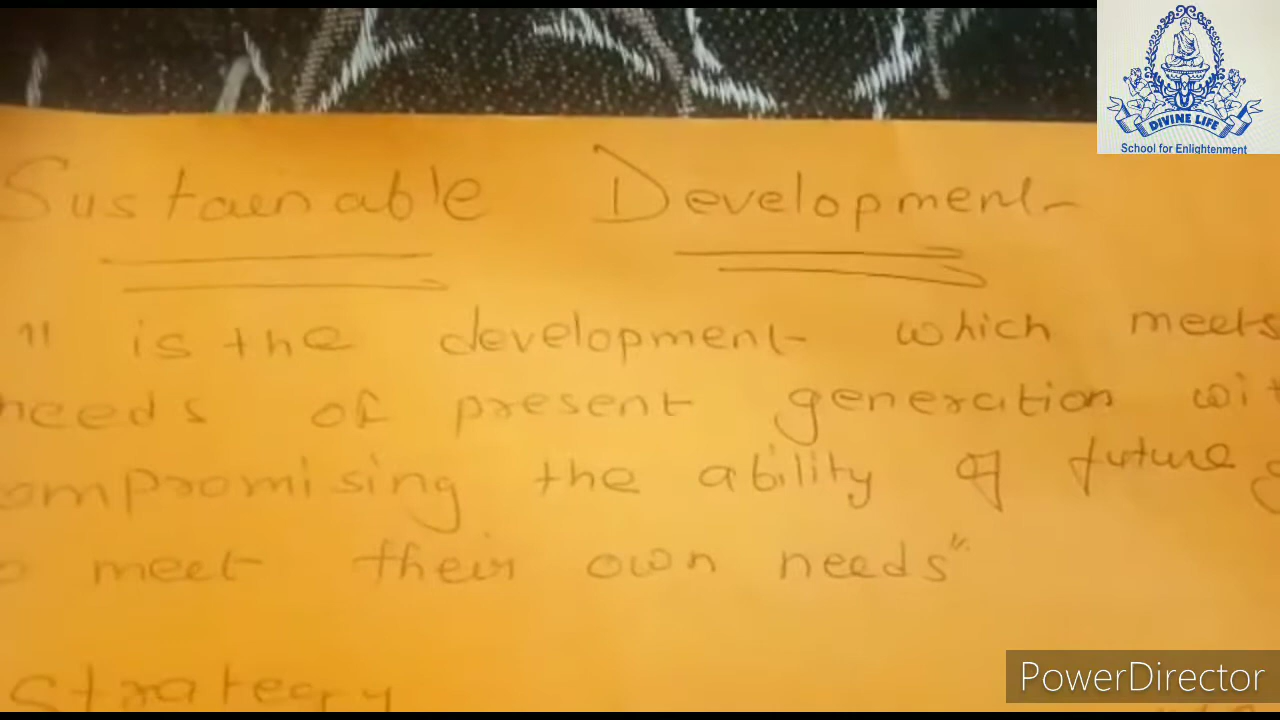 DIVINE LIFE
School for Enlightenment
Sustainable Development
" is the development which meets
needs of present generation wit
ompromising the ability of future g
o meet their own needs"
Strategy
PowerDirector